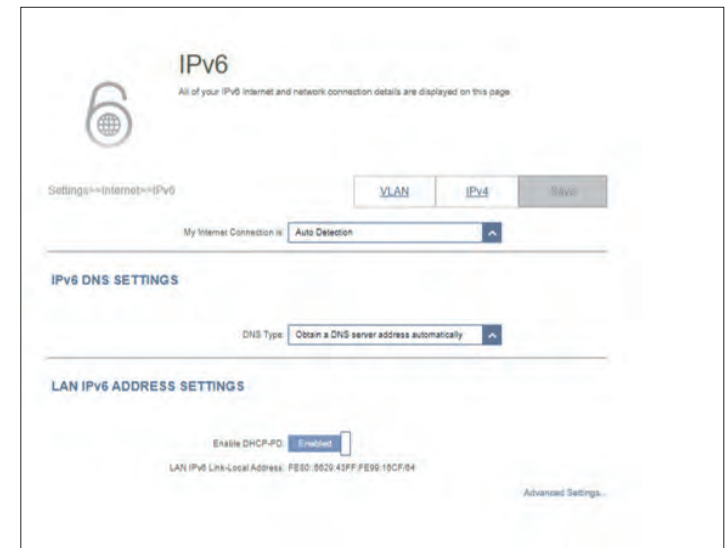 IPv6
All of your IPv6 Internet and network connection details are displayed on this page
Settings>>Internet>>IPv6
VLAN IPv4 Save
My Internet Connection is: Auto Detection
IPv6 DNS SETTINGS
DNS Type: Obtain a DNS server address automatically
LAN IPv6 ADDRESS SETTINGS
Enable DHCP-PD: Enabled
LAN IPv6 Link-Local Address:
Advanced Settings...